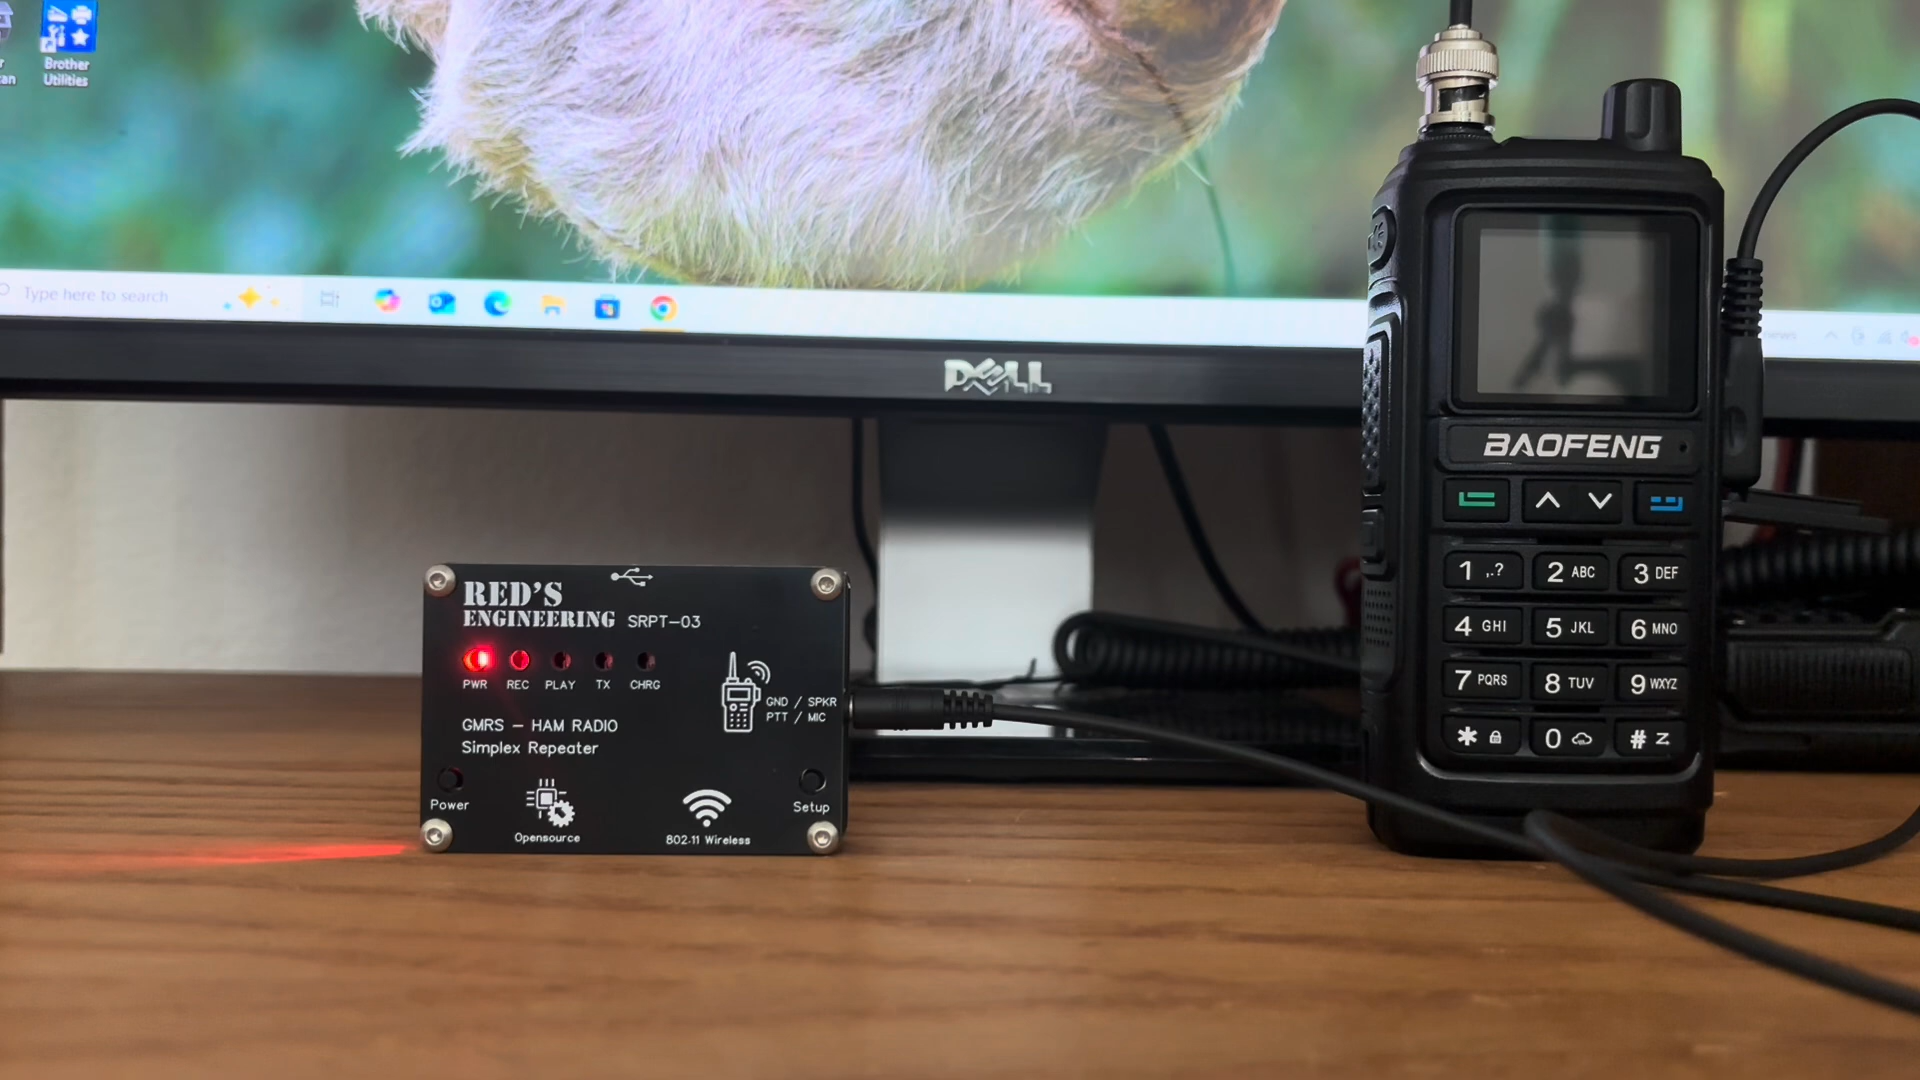 Brother
Utilities
Type here to search
DELL
BAOFENG
1 ,.? 2 ABC 3 DEF
4 GHI 5 JKL 6 MNO
7 PQRS 8 TUV 9 WXYZ
* 0 #
RED'S
ENGINEERING SRPT-03
PWR REC PLAY TX CHRG
GND / SPKR
PTT / MIC
GMRS - HAM RADIO
Simplex Repeater
Power
Setup
Opensource
802.11 Wireless